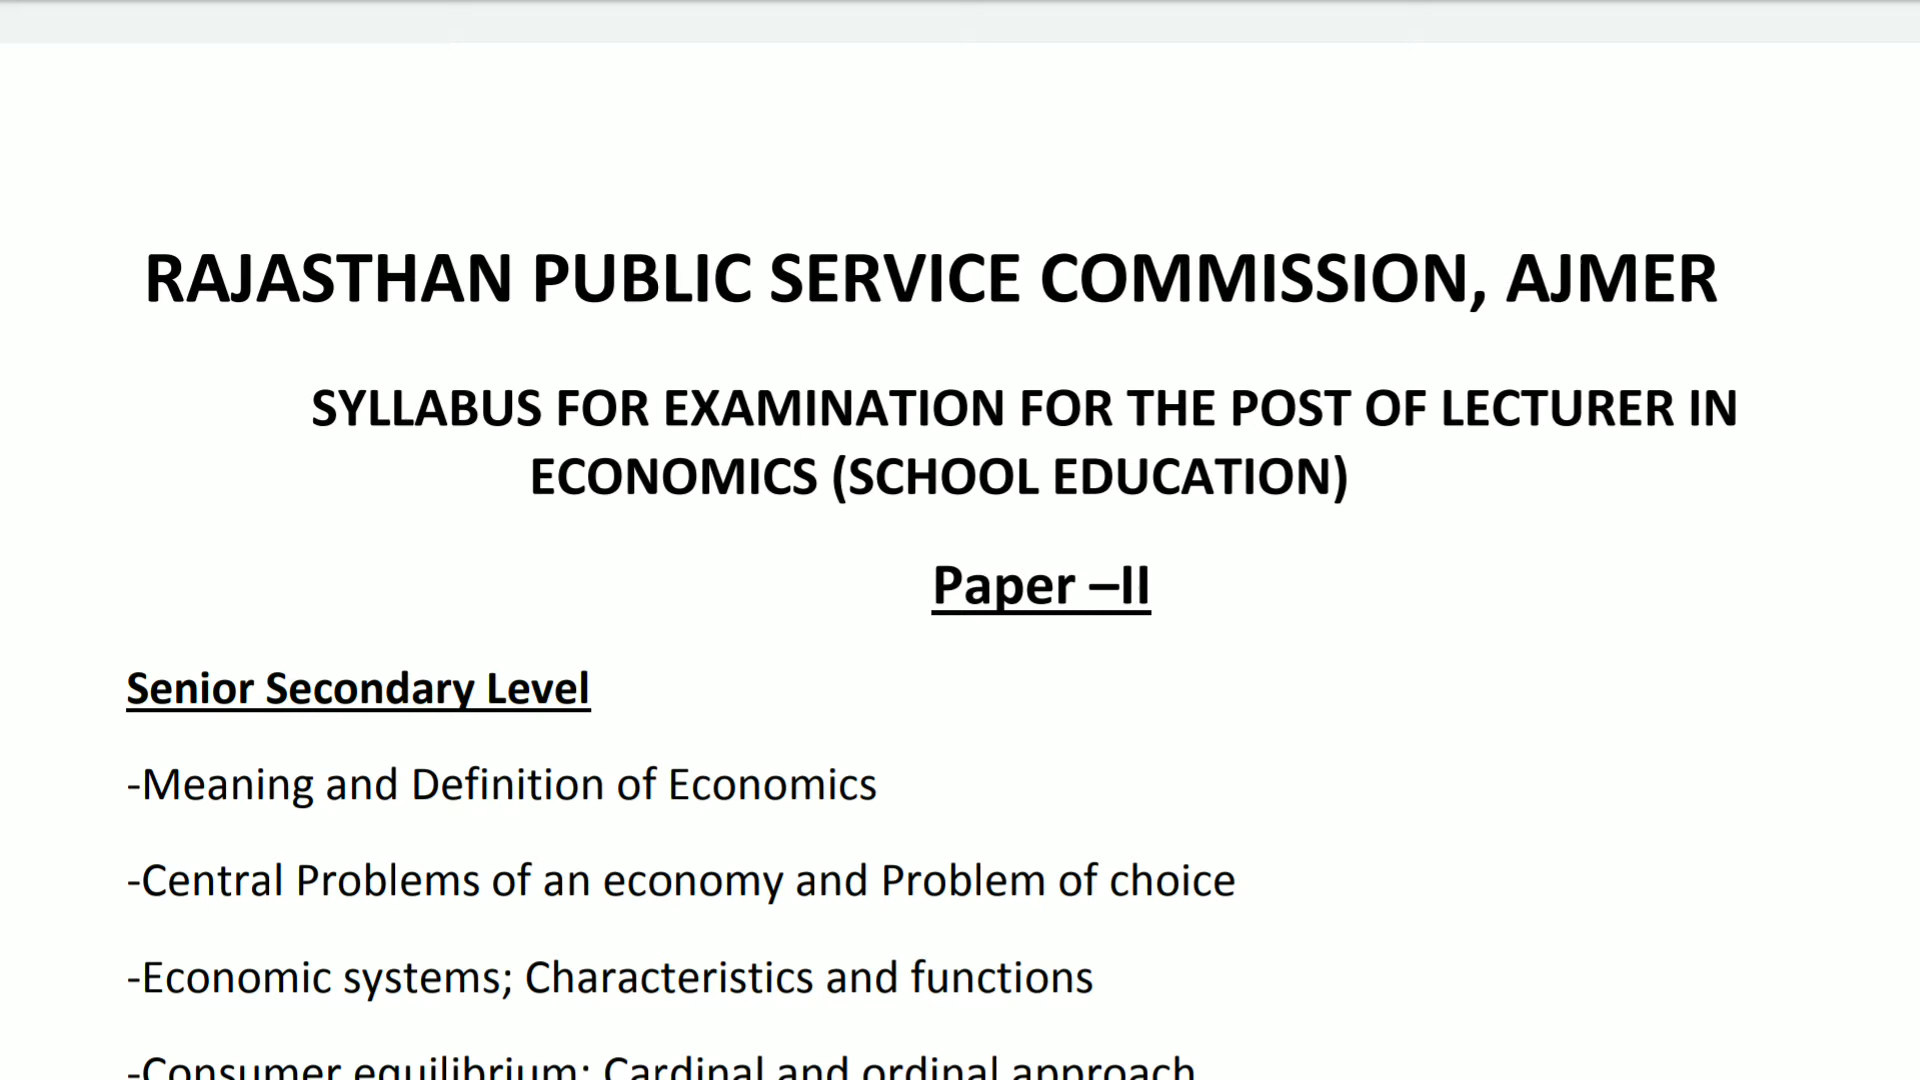 RAJASTHAN PUBLIC SERVICE COMMISSION, AJMER
SYLLABUS FOR EXAMINATION FOR THE POST OF LECTURER IN
ECONOMICS (SCHOOL EDUCATION)
Paper –II
Senior Secondary Level
-Meaning and Definition of Economics
-Central Problems of an economy and Problem of choice
-Economic systems; Characteristics and functions
-Consumer equilibrium: Cardinal and ordinal approach